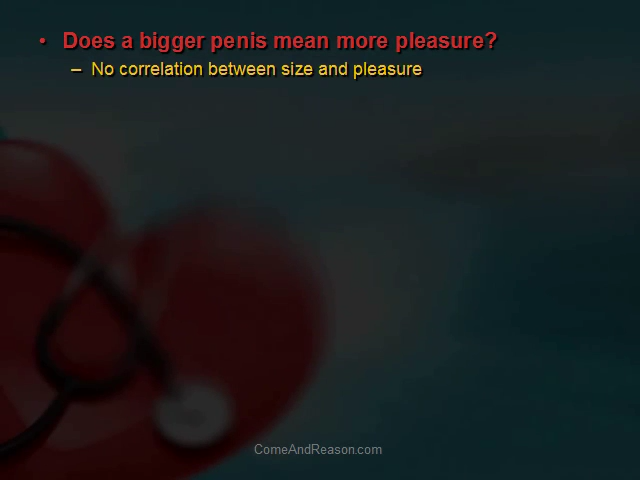 • Does a bigger penis mean more pleasure?
– No correlation between size and pleasure
ComeAndReason.com